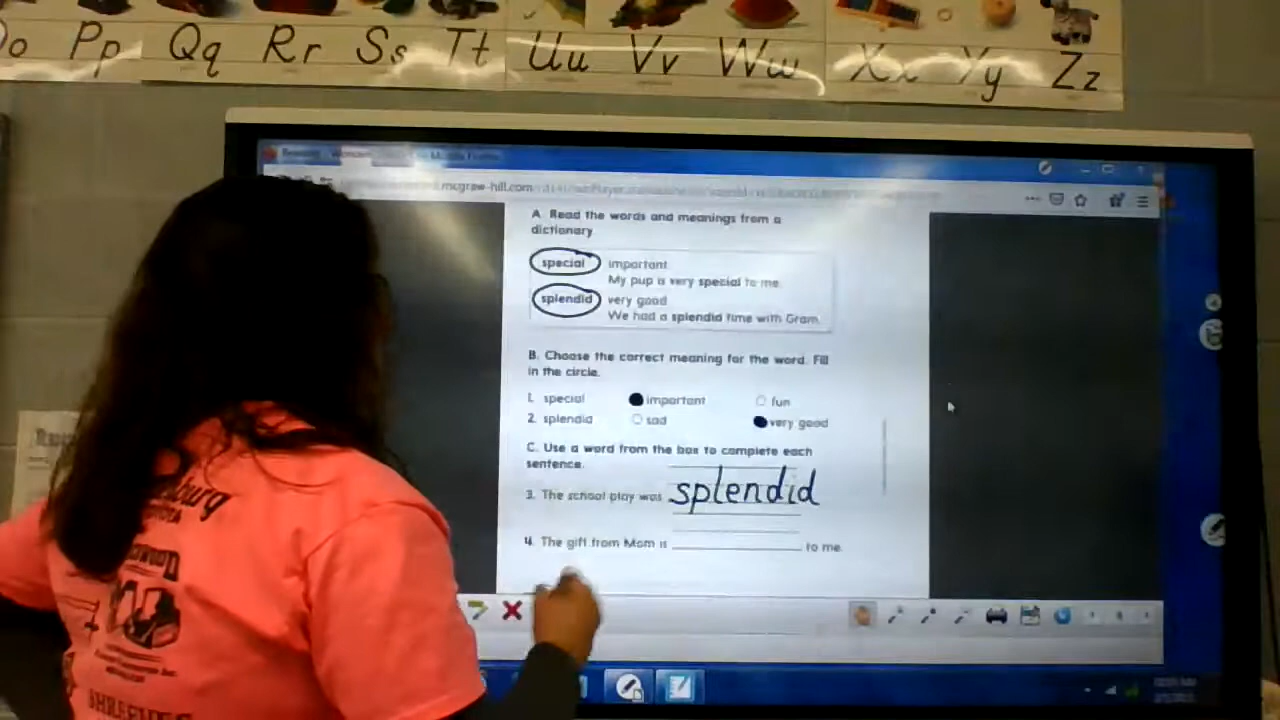 Pp Qq Rr Ss Tt Uu Vv Ww Xx Yy Zz
mcgraw-hill.com
A. Read the words and meanings from a
dictionary
special important
My pup is very special to me.
splendid very good
We had a splendid time with Gram.
B. Choose the correct meaning for the word. Fill
in the circle.
1. special important fun
2. splendid sad very good
C. Use a word from the box to complete each
sentence.
3. The school play was splendid
4. The gift from Mom is to me.